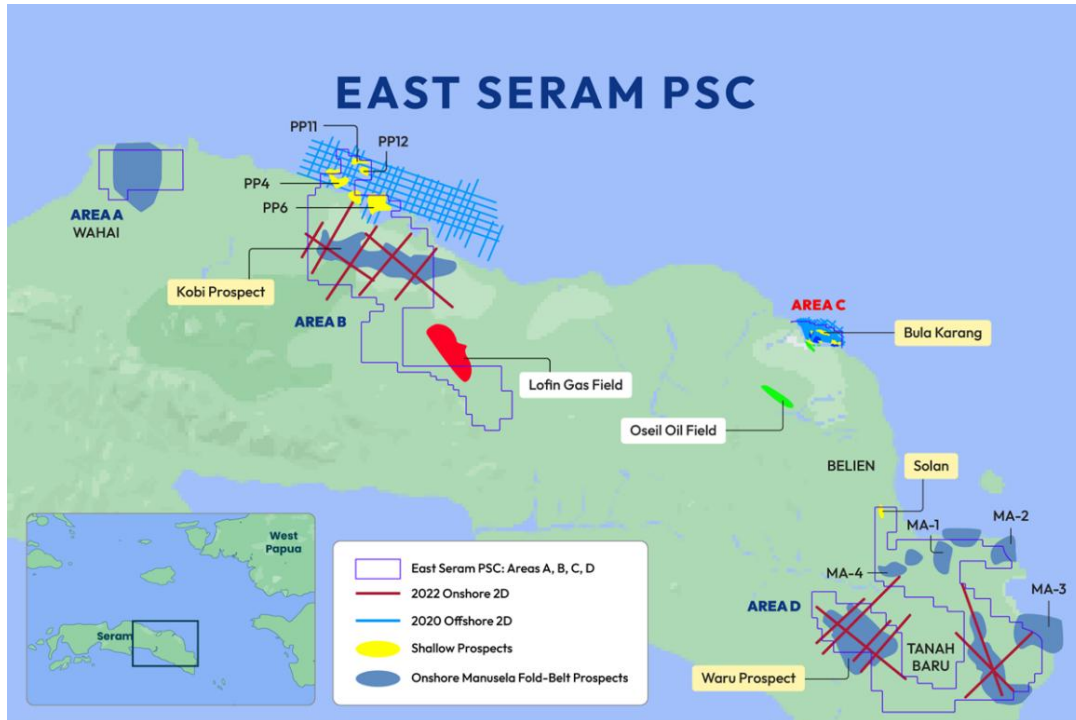 EAST SERAM PSC
PP11
PP12
PP4
PP6
AREA A
WAHAI
Kobi Prospect
AREA B
AREA C
Bula Karang
Lofin Gas Field
Oseil Oil Field
BELIEN
Solan
MA-1
MA-2
MA-4
MA-3
AREA D
TANAH
BARU
Waru Prospect
West
Papua
Seram
East Seram PSC: Areas A, B, C, D
2022 Onshore 2D
2020 Offshore 2D
Shallow Prospects
Onshore Manusela Fold-Belt Prospects